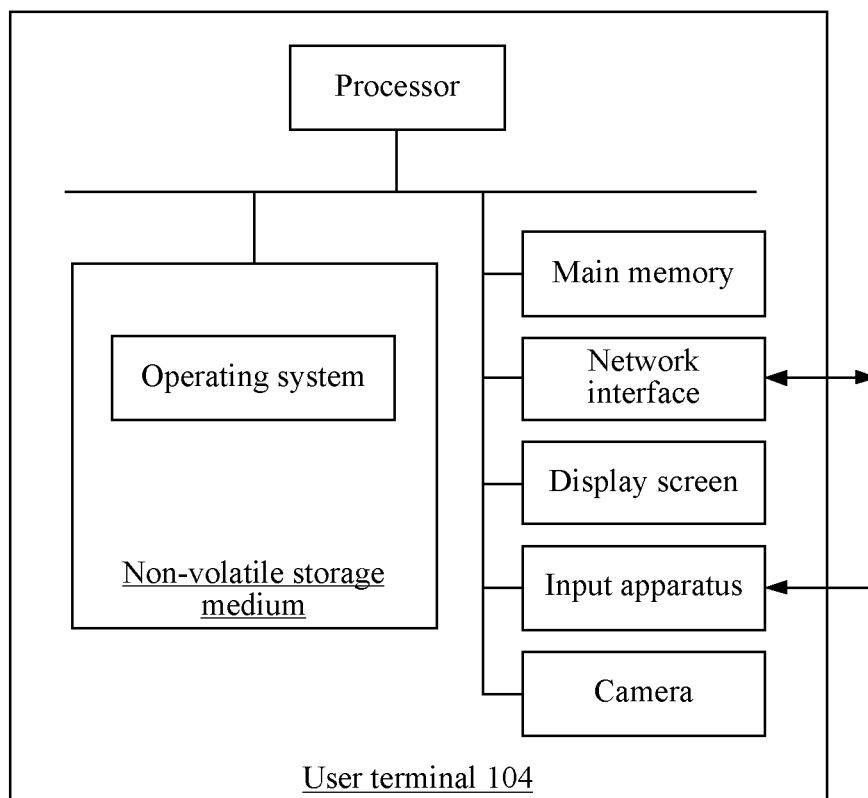 Processor
Main memory
Network
interface
Operating system
Display screen
Non-volatile storage
medium
Input apparatus
Camera
User terminal 104